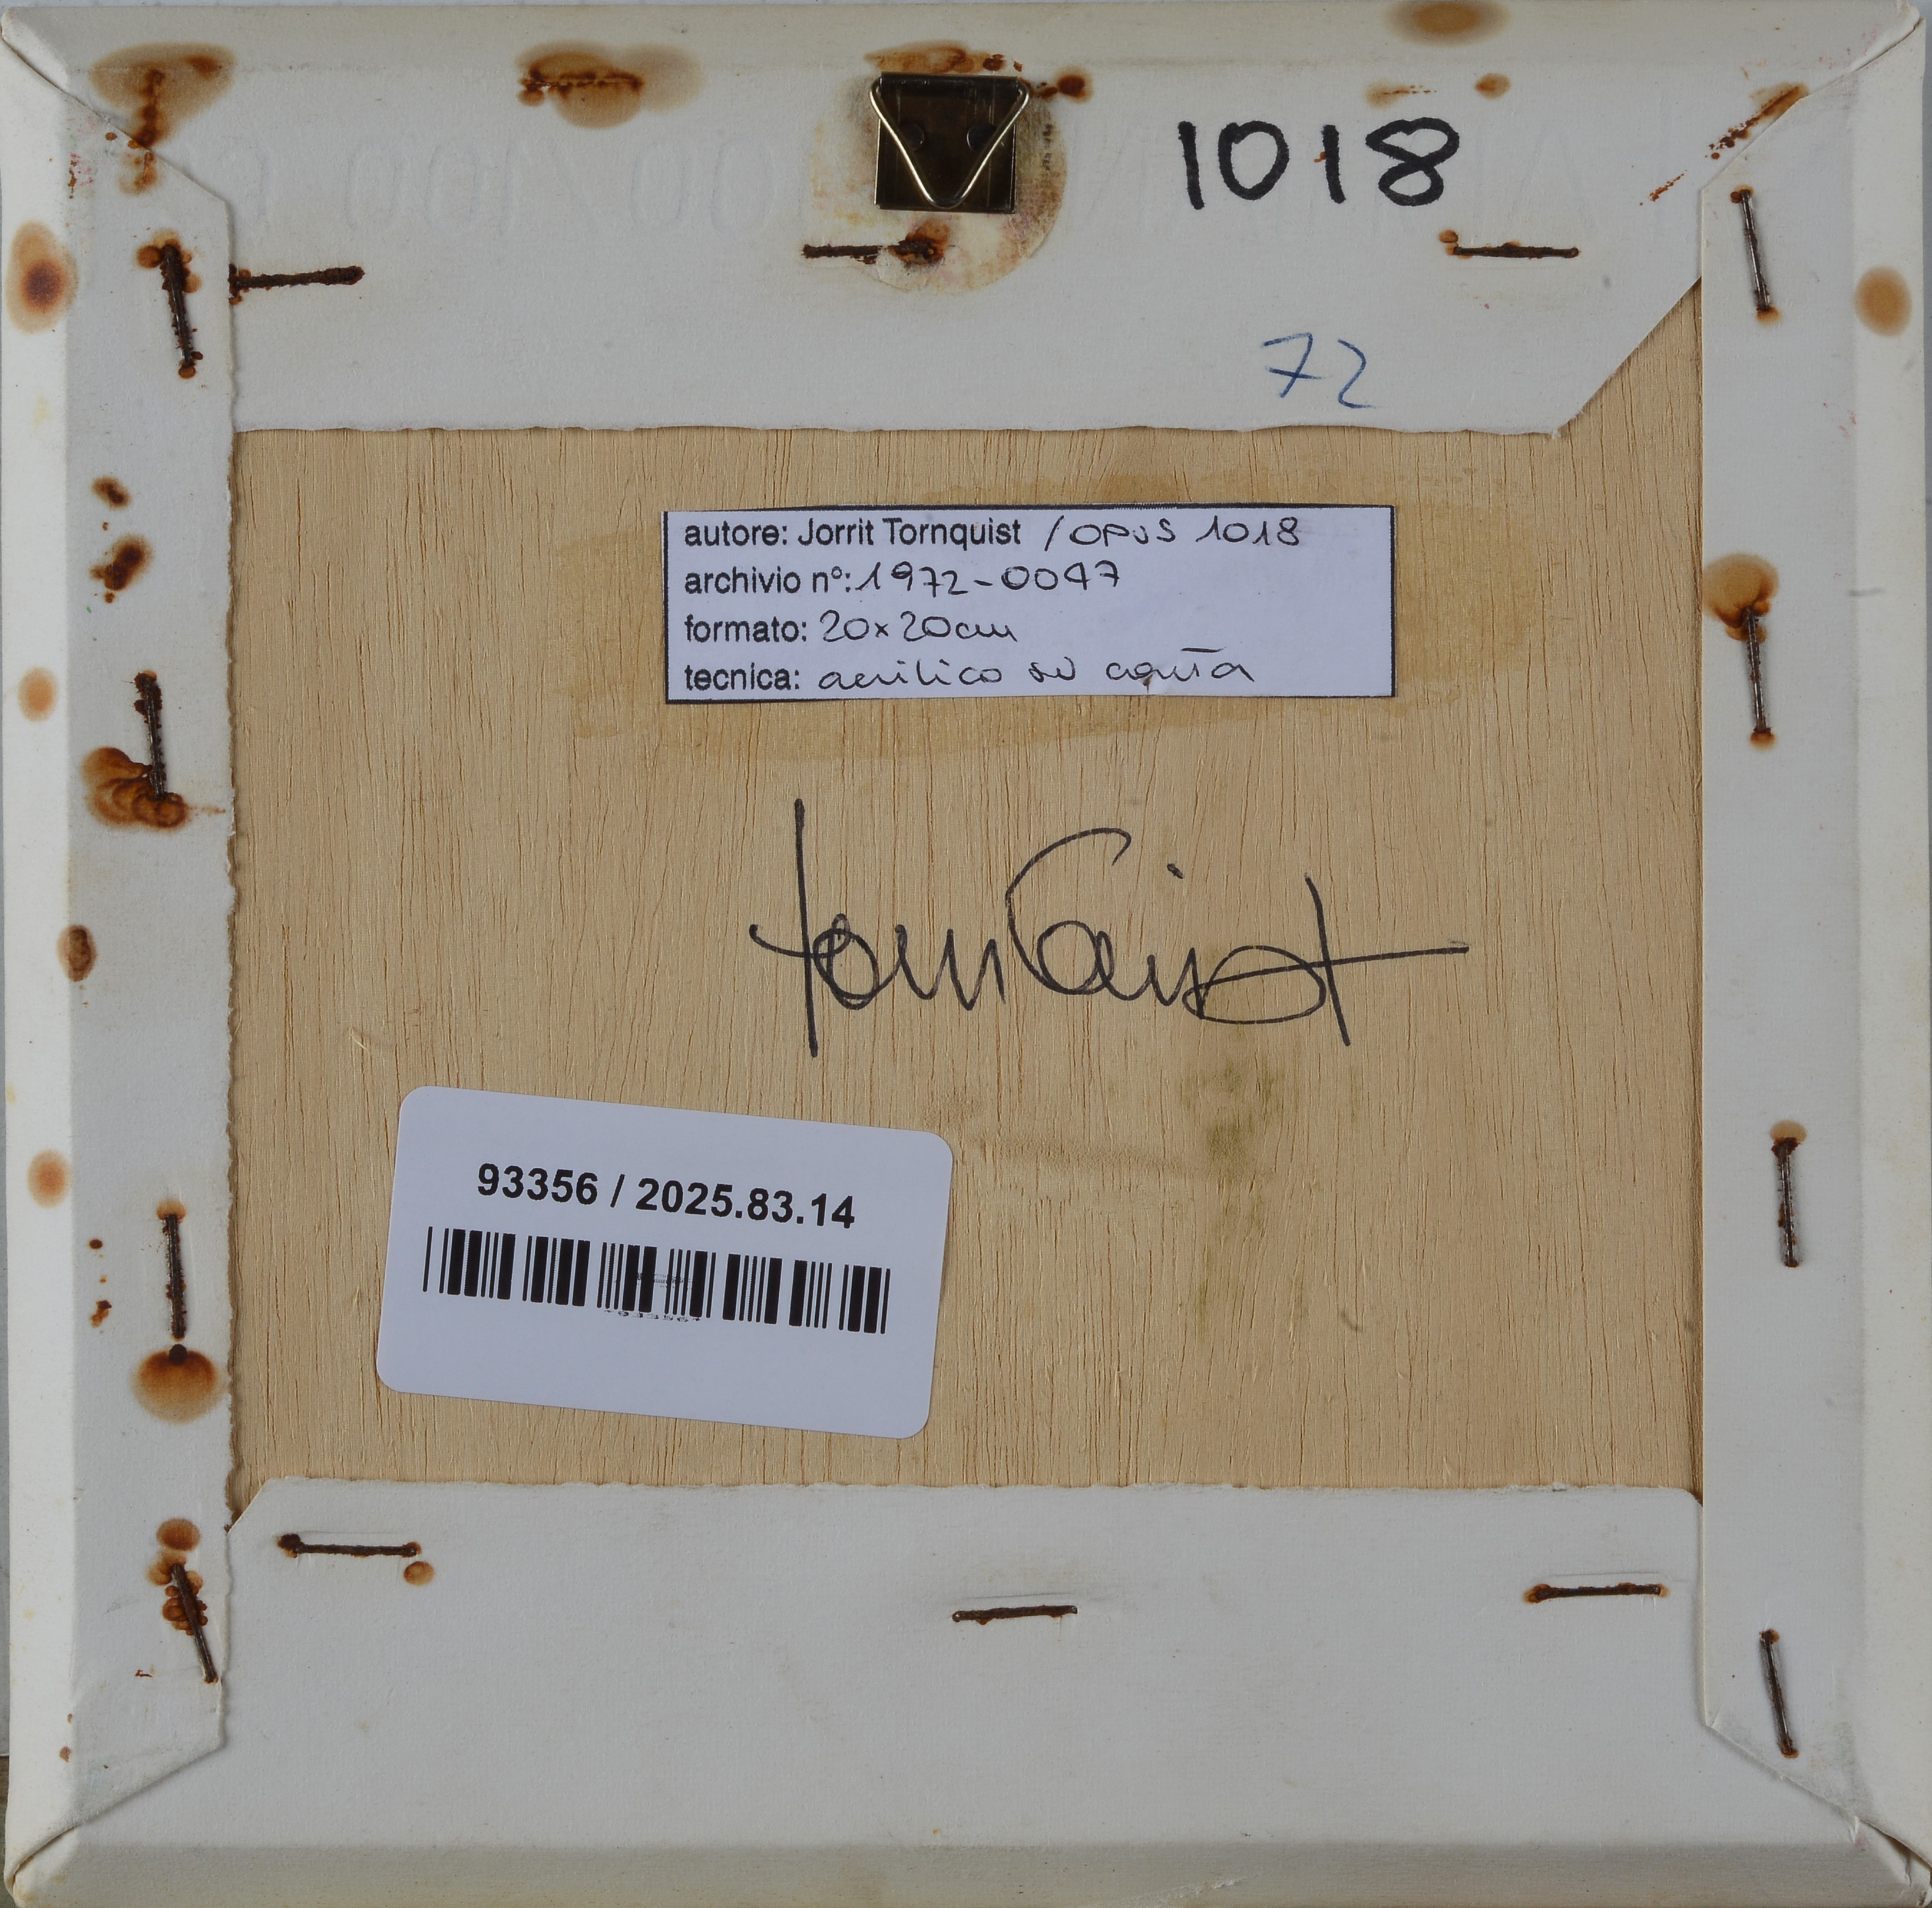 1018
72
autore: Jorrit Tornquist / OPUS 1018
archivio n°: 1972-0047
formato: 20x20cm
tecnica: acrilico su carta
tornquist
93356 / 2025.83.14